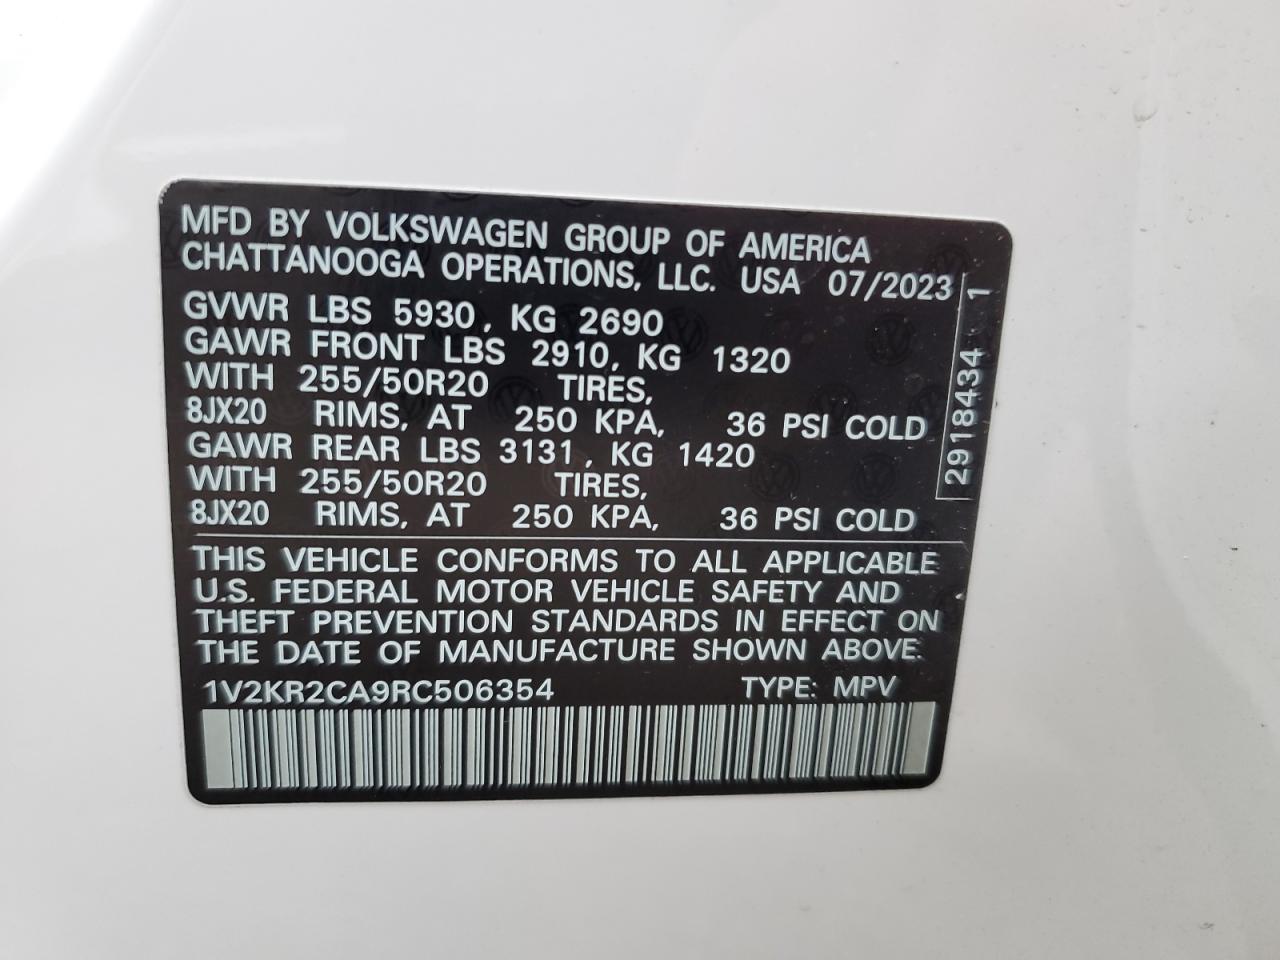 MFD BY VOLKSWAGEN GROUP OF AMERICA
CHATTANOOGA OPERATIONS, LLC. USA 07/2023
GVWR LBS 5930, KG 2690
GAWR FRONT LBS 2910, KG 1320
WITH 255/50R20 TIRES,
8JX20 RIMS, AT 250 KPA, 36 PSI COLD
GAWR REAR LBS 3131, KG 1420
WITH 255/50R20 TIRES,
8JX20 RIMS, AT 250 KPA, 36 PSI COLD
2918434 1
THIS VEHICLE CONFORMS TO ALL APPLICABLE
U.S. FEDERAL MOTOR VEHICLE SAFETY AND
THEFT PREVENTION STANDARDS IN EFFECT ON
THE DATE OF MANUFACTURE SHOWN ABOVE.
1V2KR2CA9RC506354 TYPE: MPV